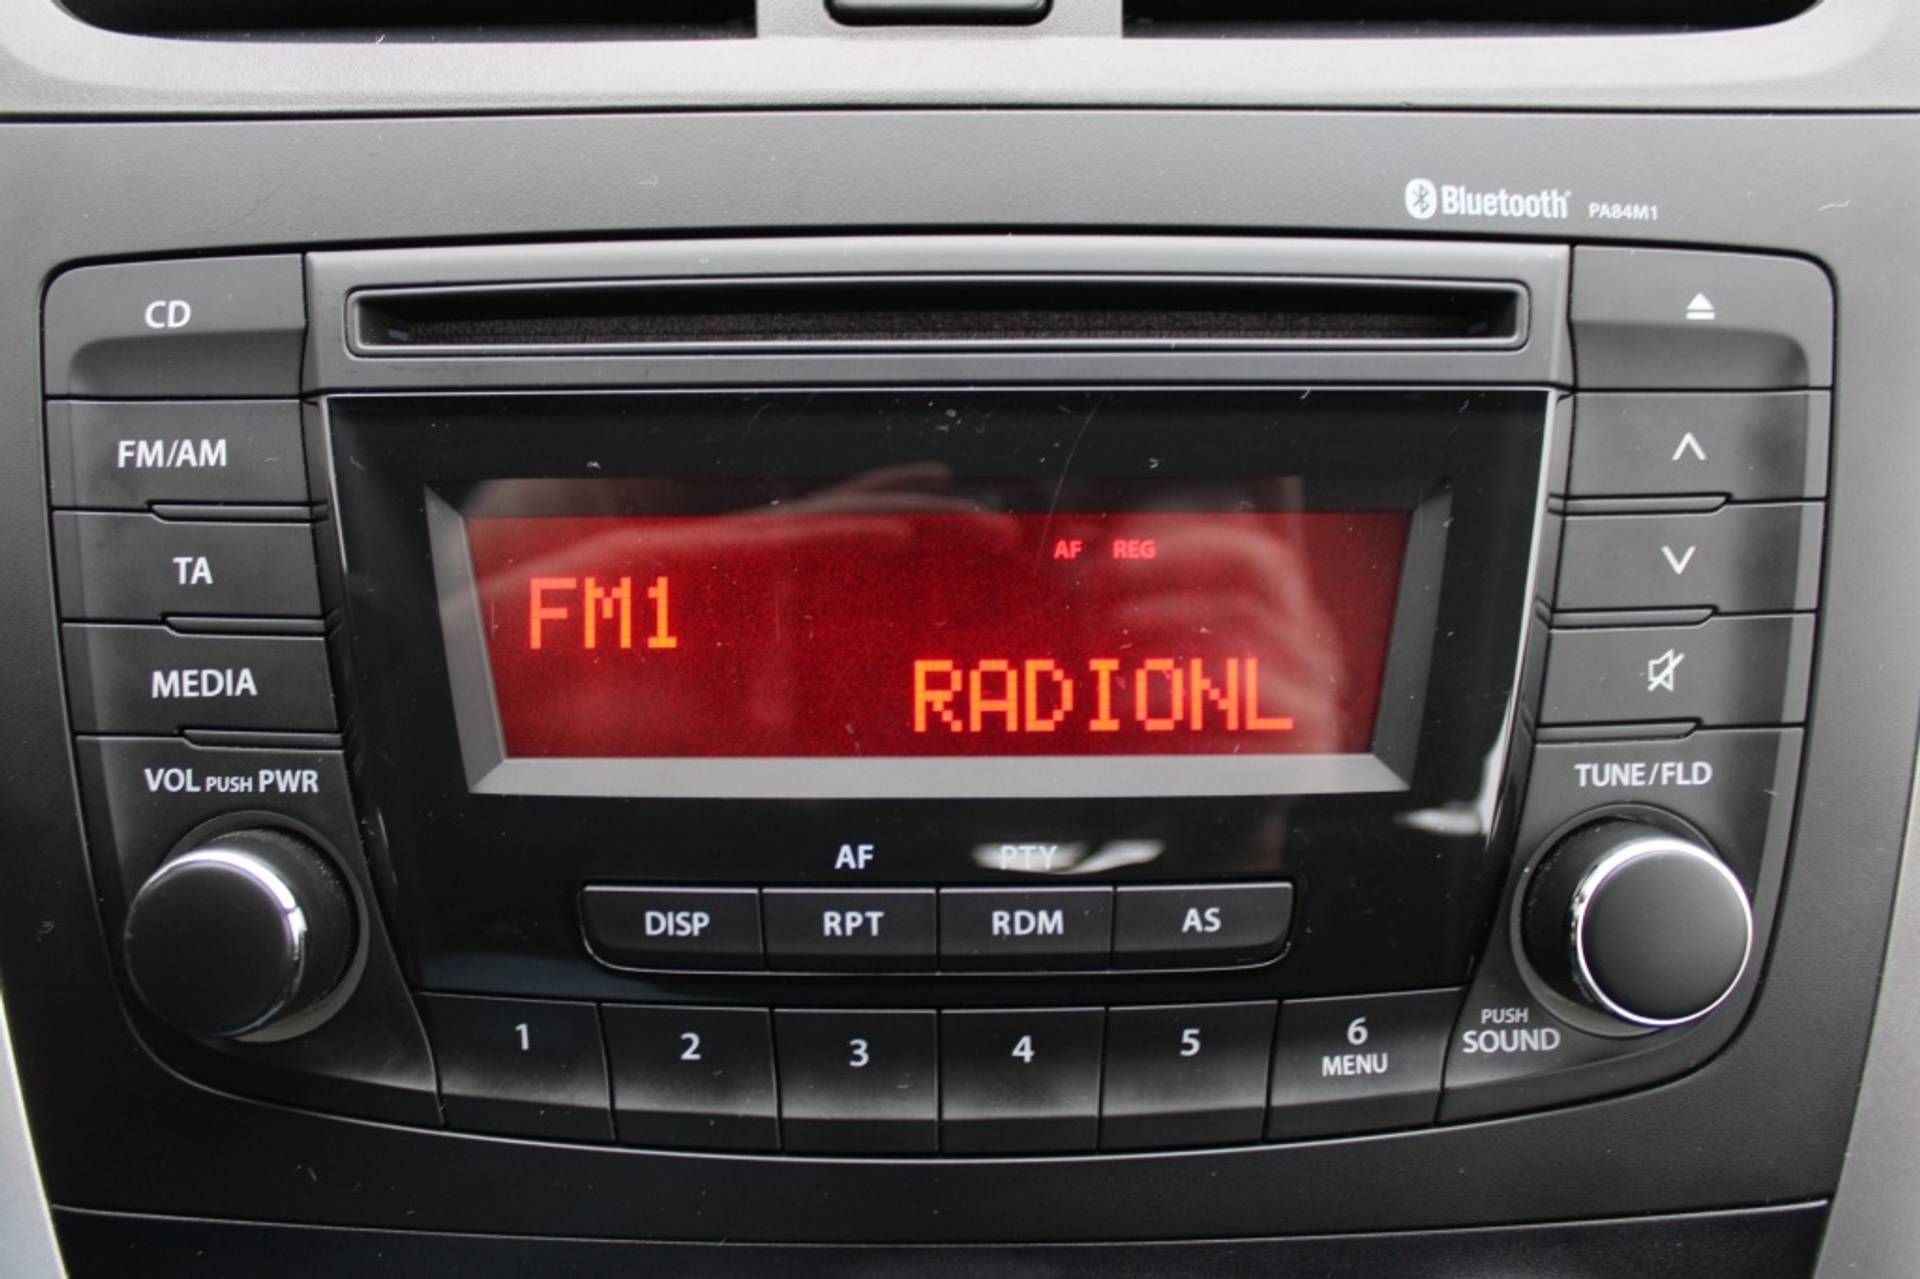 Bluetooth® PA84M1
CD
FM/AM
TA
MEDIA
VOL PUSH PWR
AF REG
FM1
RADIONL
TUNE/FLD
AF PTY
DISP RPT RDM AS
1 2 3 4 5 6
MENU
PUSH
SOUND